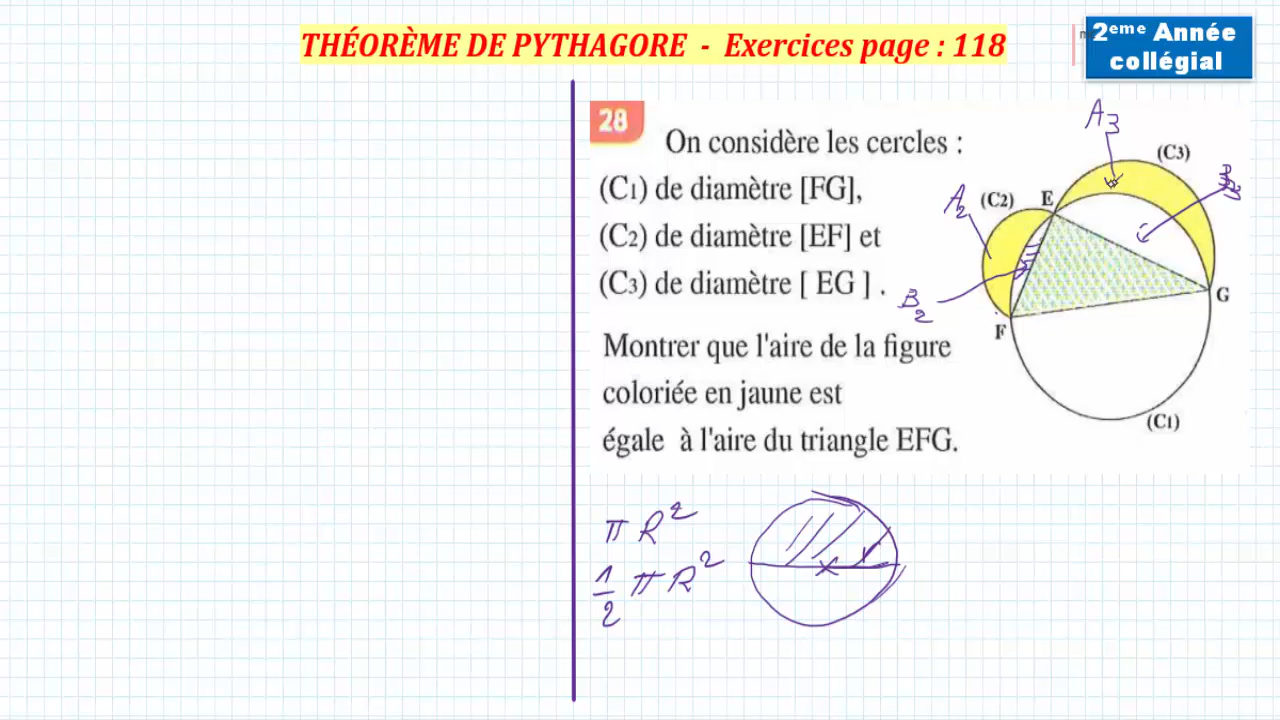 THÉORÈME DE PYTHAGORE - Exercices page : 118
2eme Année
collégial
28
On considère les cercles :
(C1) de diamètre [FG],
(C2) de diamètre [EF] et
(C3) de diamètre [ EG ] .
Montrer que l'aire de la figure
coloriée en jaune est
égale à l'aire du triangle EFG.
A3
(C3)
A2
(C2)
E
B2
G
F
(C1)
π R²
1/2 π R²